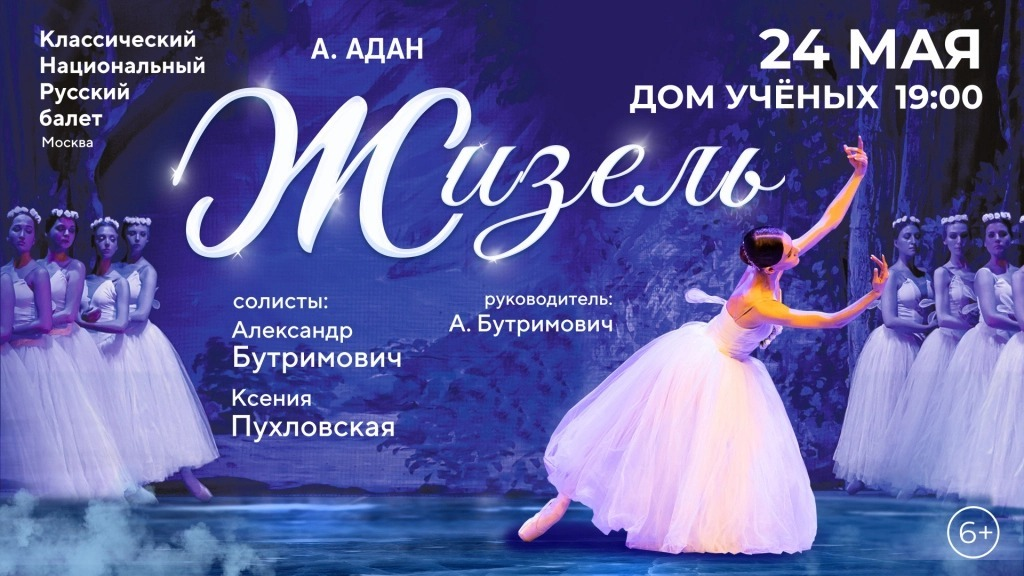 Классический
Национальный
Русский
балет
Москва
А. АДАН
24 МАЯ
ДОМ УЧЁНЫХ 19:00
Жизель
солисты:
Александр
Бутримович
Ксения
Пухловская
руководитель:
А. Бутримович
6+